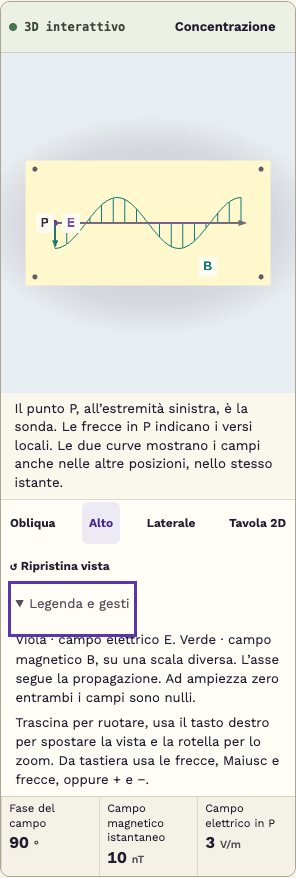 3D interattivo Concentrazione
P E
B
Il punto P, all’estremità sinistra, è la
sonda. Le frecce in P indicano i versi
locali. Le due curve mostrano i campi
anche nelle altre posizioni, nello stesso
istante.
Obliqua Alto Laterale Tavola 2D
↺ Ripristina vista
▼ Legenda e gesti
Viola · campo elettrico E. Verde · campo
magnetico B, su una scala diversa. L’asse
segue la propagazione. Ad ampiezza zero
entrambi i campi sono nulli.
Trascina per ruotare, usa il tasto destro
per spostare la vista e la rotella per lo
zoom. Da tastiera usa le frecce, Maiusc e
frecce, oppure + e −.
Fase del
campo
90 °
Campo
magnetico
istantaneo
10 nT
Campo
elettrico in P
3 V/m